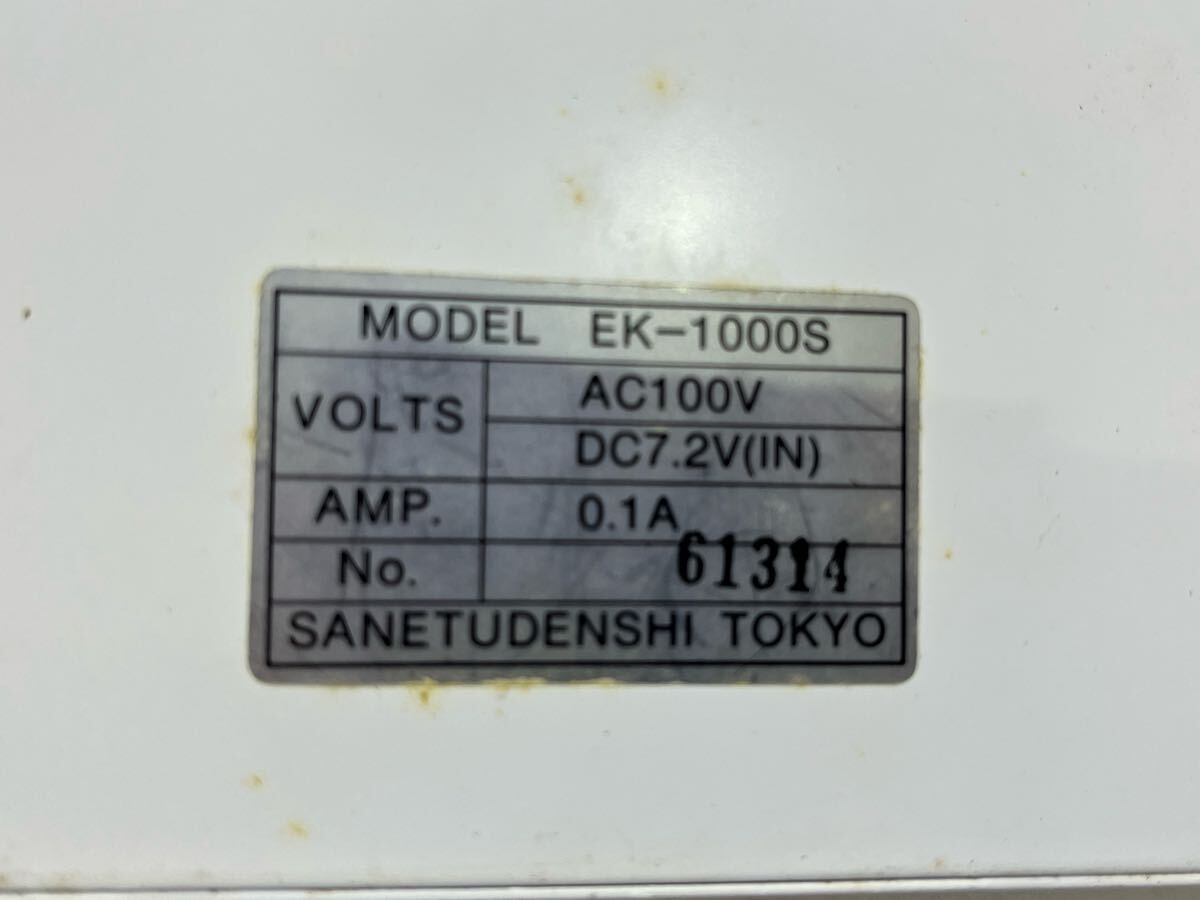 MODEL EK-1000S
VOLTS AC100V
DC7.2V(IN)
AMP. 0.1A
No. 61314
SANETUDENSHI TOKYO